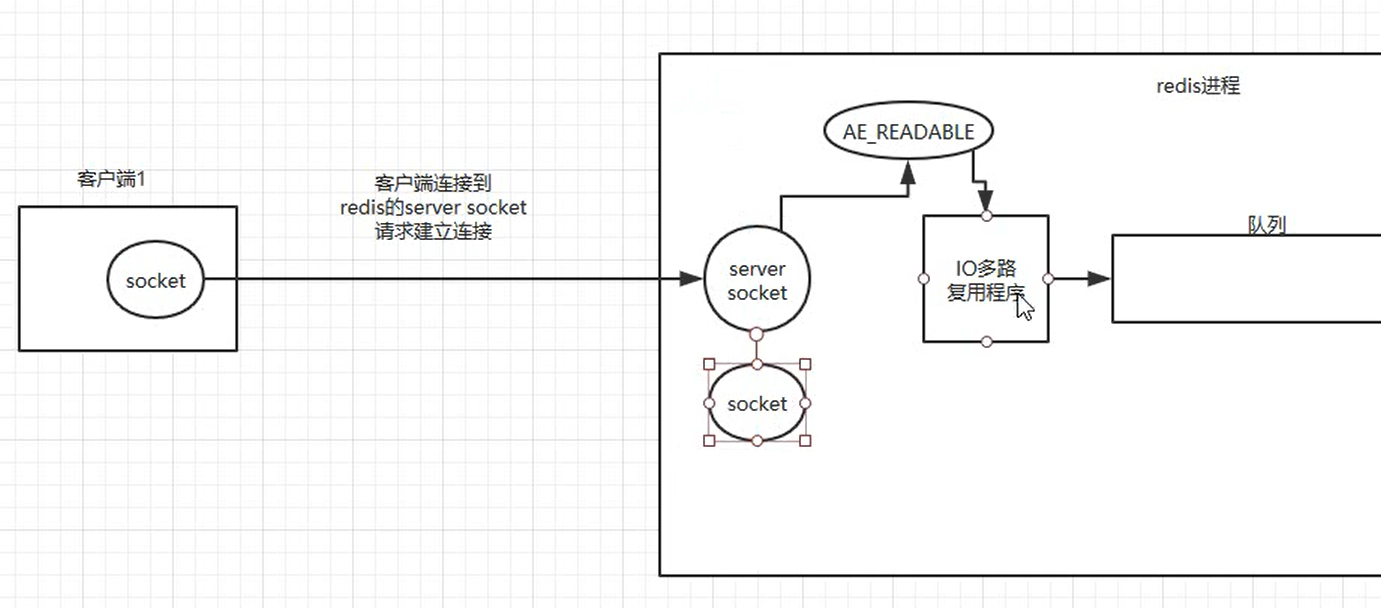 redis进程
AE_READABLE
客户端1
客户端连接到
redis的server socket
请求建立连接
队列
socket
server
socket
IO多路
复用程序
socket